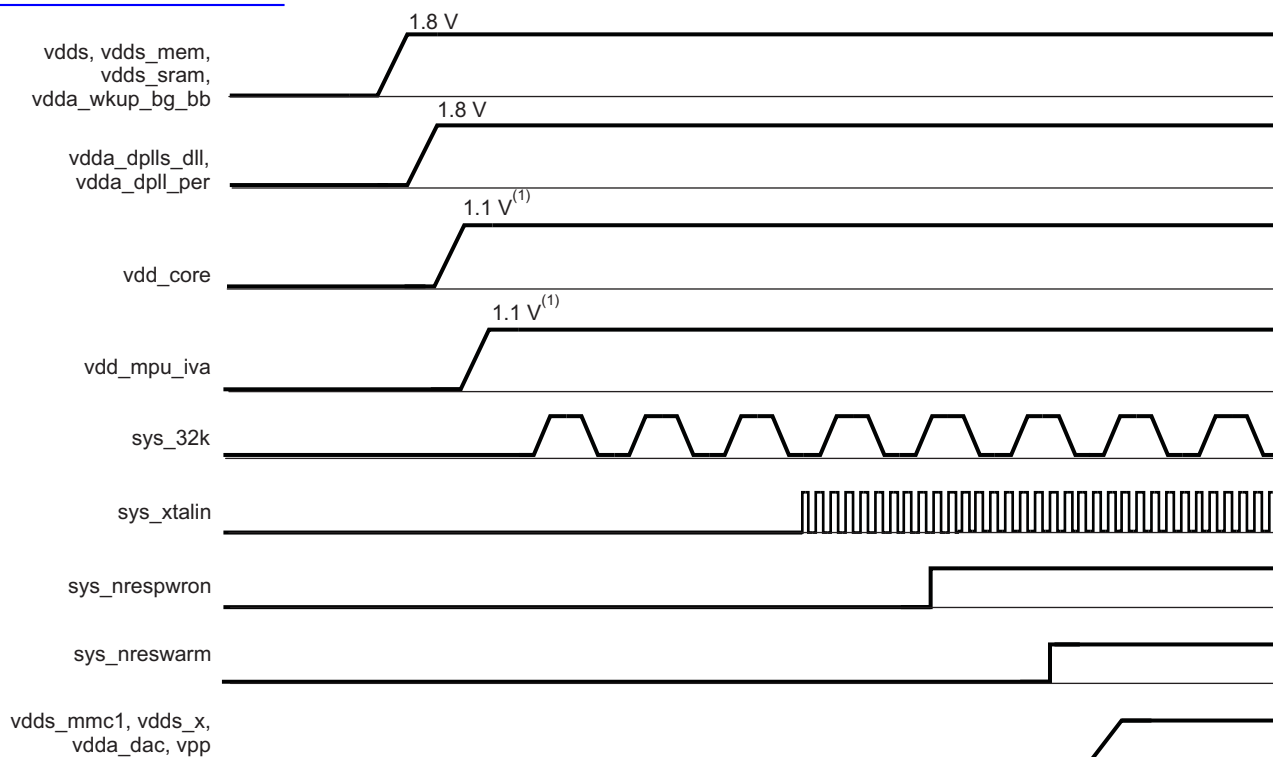 1.8 V
vdds, vdds_mem,
vdds_sram,
vdda_wkup_bg_bb
1.8 V
vdda_dplls_dll,
vdda_dpll_per
1.1 V(1)
vdd_core
1.1 V(1)
vdd_mpu_iva
sys_32k
sys_xtalin
sys_nrespwron
sys_nreswarm
vdds_mmc1, vdds_x,
vdda_dac, vpp